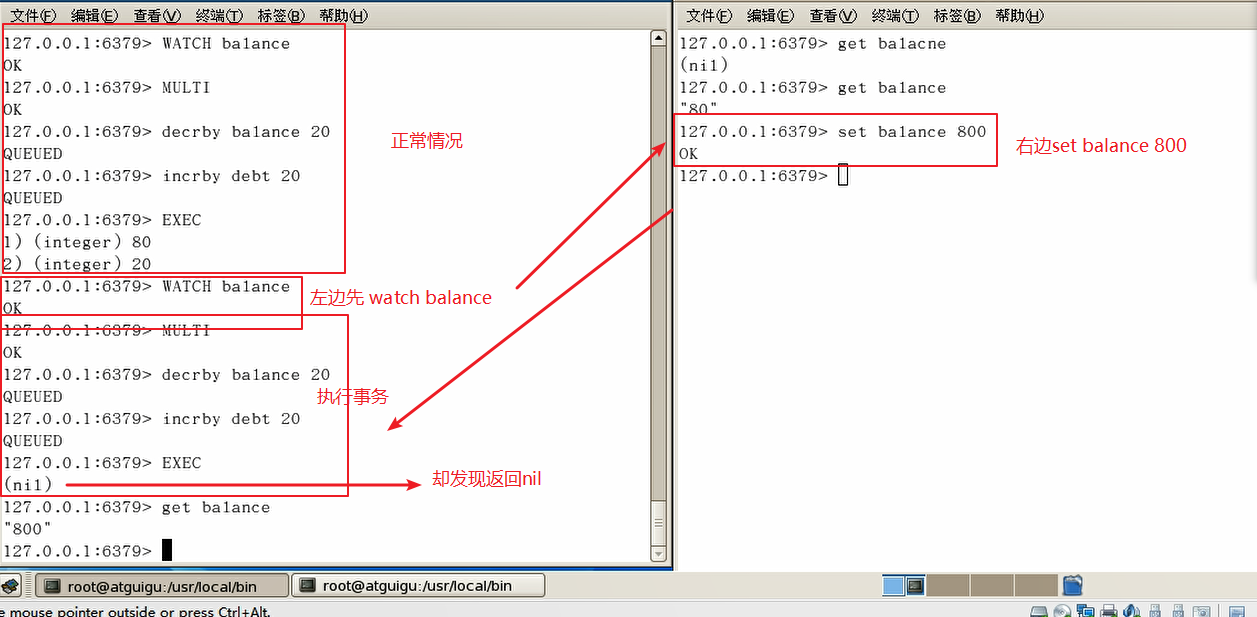 文件(F) 编辑(E) 查看(V) 终端(T) 标签(B) 帮助(H)
127.0.0.1:6379> WATCH balance
OK
127.0.0.1:6379> MULTI
OK
127.0.0.1:6379> decrby balance 20
QUEUED
127.0.0.1:6379> incrby debt 20
QUEUED
127.0.0.1:6379> EXEC
1) (integer) 80
2) (integer) 20
正常情况
127.0.0.1:6379> WATCH balance
OK
左边先 watch balance
127.0.0.1:6379> MULTI
OK
127.0.0.1:6379> decrby balance 20
QUEUED
127.0.0.1:6379> incrby debt 20
QUEUED
127.0.0.1:6379> EXEC
(nil)
执行事务
却发现返回nil
127.0.0.1:6379> get balance
"800"
127.0.0.1:6379>
文件(F) 编辑(E) 查看(V) 终端(T) 标签(B) 帮助(H)
127.0.0.1:6379> get balacne
(nil)
127.0.0.1:6379> get balance
"80"
127.0.0.1:6379> set balance 800
OK
127.0.0.1:6379>
右边set balance 800
root@atguigu:/usr/local/bin
root@atguigu:/usr/local/bin
e mouse pointer outside or press Ctrl+Alt.